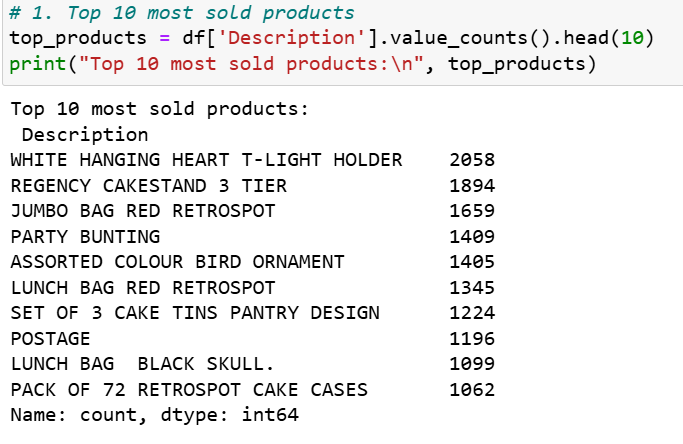 # 1. Top 10 most sold products
top_products = df['Description'].value_counts().head(10)
print("Top 10 most sold products:\n", top_products)
Top 10 most sold products:
 Description
WHITE HANGING HEART T-LIGHT HOLDER    2058
REGENCY CAKESTAND 3 TIER              1894
JUMBO BAG RED RETROSPOT               1659
PARTY BUNTING                         1409
ASSORTED COLOUR BIRD ORNAMENT         1405
LUNCH BAG RED RETROSPOT               1345
SET OF 3 CAKE TINS PANTRY DESIGN      1224
POSTAGE                               1196
LUNCH BAG  BLACK SKULL.               1099
PACK OF 72 RETROSPOT CAKE CASES       1062
Name: count, dtype: int64